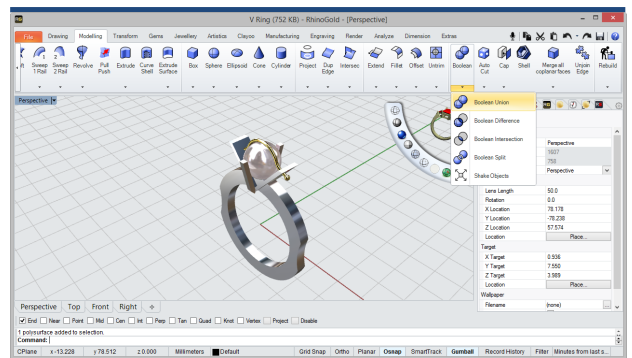 V Ring (752 KB) - RhinoGold - [Perspective]
File Drawing Modelling Transform Gems Jewellery Artistics Clayoo Manufacturing Engraving Render Analyze Dimension Extras
Sweep 1 Rail Sweep 2 Rail Revolve Pull Push Extrude Curve Shell Extrude Surface Box Sphere Ellipsoid Cone Cylinder Project Dup Edge Intersec Extend Fillet Offset Untrim Boolean Auto Cut Cap Shell Merge all coplanar faces Unjoin Edge Rebuild
Perspective
Boolean Union
Boolean Difference
Boolean Intersection
Boolean Split
Shake Objects
Perspective
1607
758
Perspective
Lens Length 50.0
Rotation 0.0
X Location 78.178
Y Location -78.238
Z Location 57.574
Location Place...
Target
X Target 0.936
Y Target 7.550
Z Target 3.989
Location Place...
Wallpaper
Filename (none) ...
Perspective Top Front Right
End Near Point Mid Cen Int Perp Tan Quad Knot Vertex Project Disable
1 polysurface added to selection.
Command:
CPlane x -13.228 y 78.512 z 0.000 Millimeters Default Grid Snap Ortho Planar Osnap SmartTrack Gumball Record History Filter Minutes from last s...